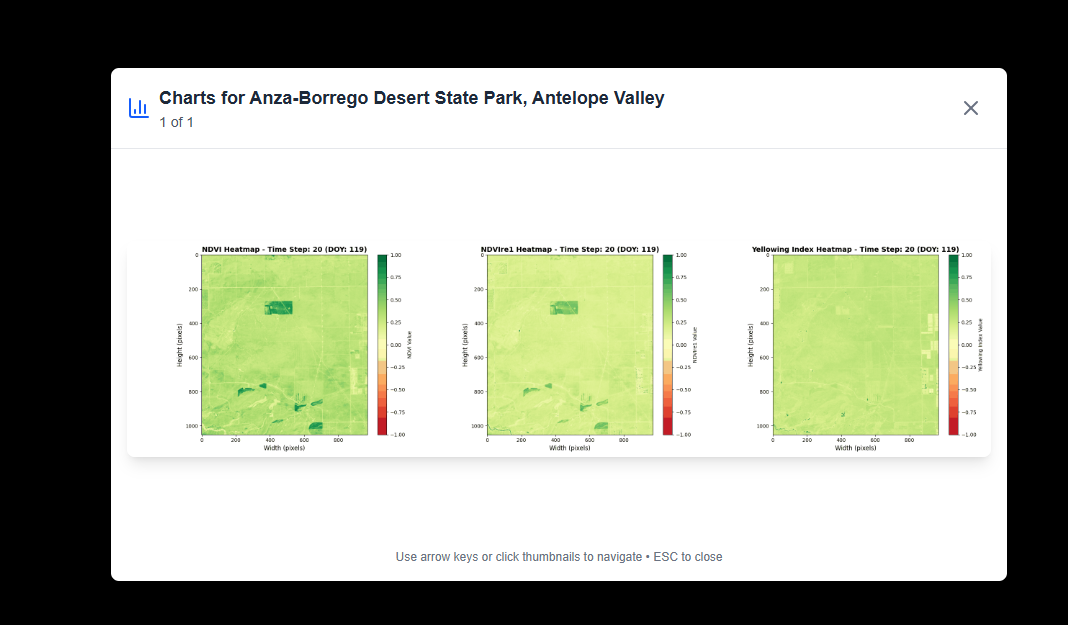 Charts for Anza-Borrego Desert State Park, Antelope Valley
1 of 1
NDVI Heatmap - Time Step: 20 (DOY: 119)
0
200
400
600
800
1000
Height (pixels)
0 200 400 600 800
Width (pixels)
1.00
0.75
0.50
0.25
0.00
−0.25
−0.50
−0.75
−1.00
NDVI Value
NDVIre1 Heatmap - Time Step: 20 (DOY: 119)
0
200
400
600
800
1000
Height (pixels)
0 200 400 600 800
Width (pixels)
1.00
0.75
0.50
0.25
0.00
−0.25
−0.50
−0.75
−1.00
NDVIre1 Value
Yellowing Index Heatmap - Time Step: 20 (DOY: 119)
0
200
400
600
800
1000
Height (pixels)
0 200 400 600 800
Width (pixels)
1.00
0.75
0.50
0.25
0.00
−0.25
−0.50
−0.75
−1.00
Yellowing Index Value
Use arrow keys or click thumbnails to navigate • ESC to close